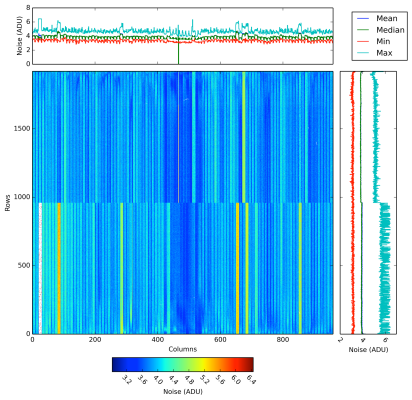 8
6
4
2
0
Noise (ADU)
Mean
Median
Min
Max
1500
1000
500
0
Rows
0 200 400 600 800
Columns
2 4 6
Noise (ADU)
3.2 3.6 4.0 4.4 4.8 5.2 5.6 6.0 6.4
Noise (ADU)